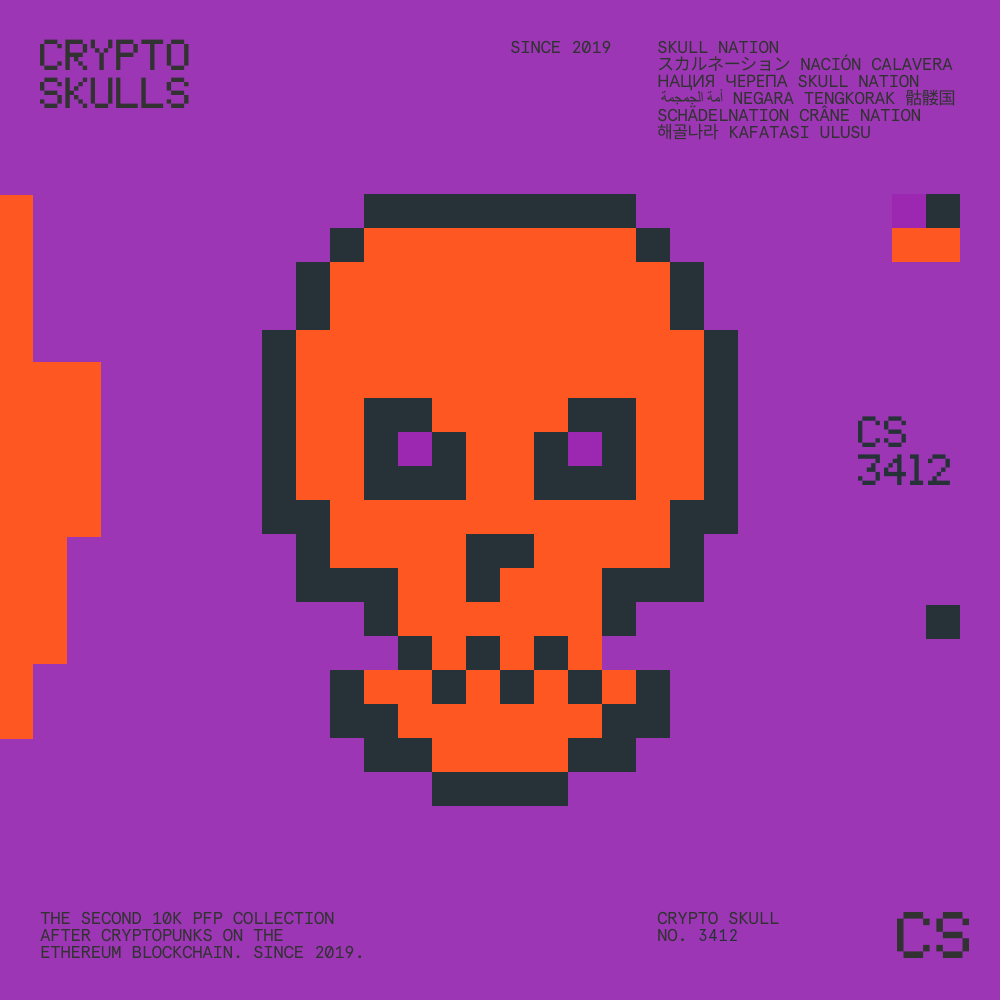 CRYPTO
SKULLS
SINCE 2019
SKULL NATION
スカルネーション NACIÓN CALAVERA
НАЦИЯ ЧЕРЕПА SKULL NATION
أمة الجمجمة NEGARA TENGKORAK 骷髅国
SCHÄDELNATION CRÂNE NATION
해골나라 KAFATASI ULUSU
CS
3412
THE SECOND 10K PFP COLLECTION
AFTER CRYPTOPUNKS ON THE
ETHEREUM BLOCKCHAIN. SINCE 2019.
CRYPTO SKULL
NO. 3412
CS